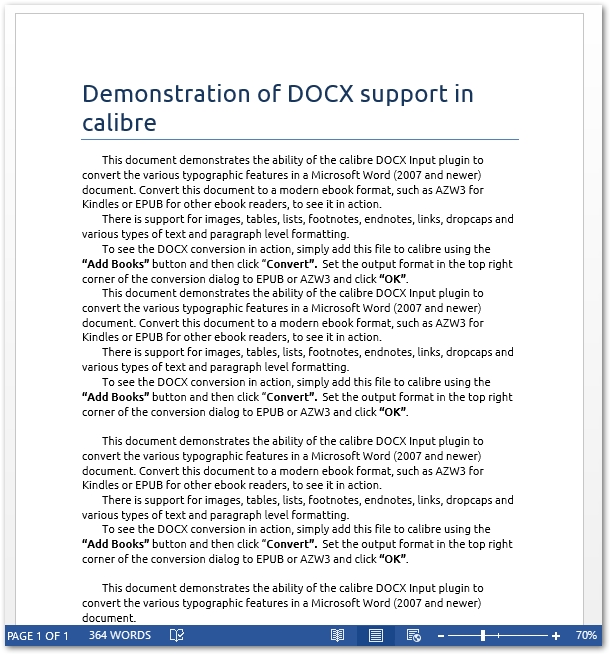 Demonstration of DOCX support in
calibre
This document demonstrates the ability of the calibre DOCX Input plugin to
convert the various typographic features in a Microsoft Word (2007 and newer)
document. Convert this document to a modern ebook format, such as AZW3 for
Kindles or EPUB for other ebook readers, to see it in action.
There is support for images, tables, lists, footnotes, endnotes, links, dropcaps and
various types of text and paragraph level formatting.
To see the DOCX conversion in action, simply add this file to calibre using the
“Add Books” button and then click “Convert”.  Set the output format in the top right
corner of the conversion dialog to EPUB or AZW3 and click “OK”.
This document demonstrates the ability of the calibre DOCX Input plugin to
convert the various typographic features in a Microsoft Word (2007 and newer)
document. Convert this document to a modern ebook format, such as AZW3 for
Kindles or EPUB for other ebook readers, to see it in action.
There is support for images, tables, lists, footnotes, endnotes, links, dropcaps and
various types of text and paragraph level formatting.
To see the DOCX conversion in action, simply add this file to calibre using the
“Add Books” button and then click “Convert”.  Set the output format in the top right
corner of the conversion dialog to EPUB or AZW3 and click “OK”.
This document demonstrates the ability of the calibre DOCX Input plugin to
convert the various typographic features in a Microsoft Word (2007 and newer)
document. Convert this document to a modern ebook format, such as AZW3 for
Kindles or EPUB for other ebook readers, to see it in action.
There is support for images, tables, lists, footnotes, endnotes, links, dropcaps and
various types of text and paragraph level formatting.
To see the DOCX conversion in action, simply add this file to calibre using the
“Add Books” button and then click “Convert”.  Set the output format in the top right
corner of the conversion dialog to EPUB or AZW3 and click “OK”.
This document demonstrates the ability of the calibre DOCX Input plugin to
convert the various typographic features in a Microsoft Word (2007 and newer)
document.
PAGE 1 OF 1 364 WORDS 70%